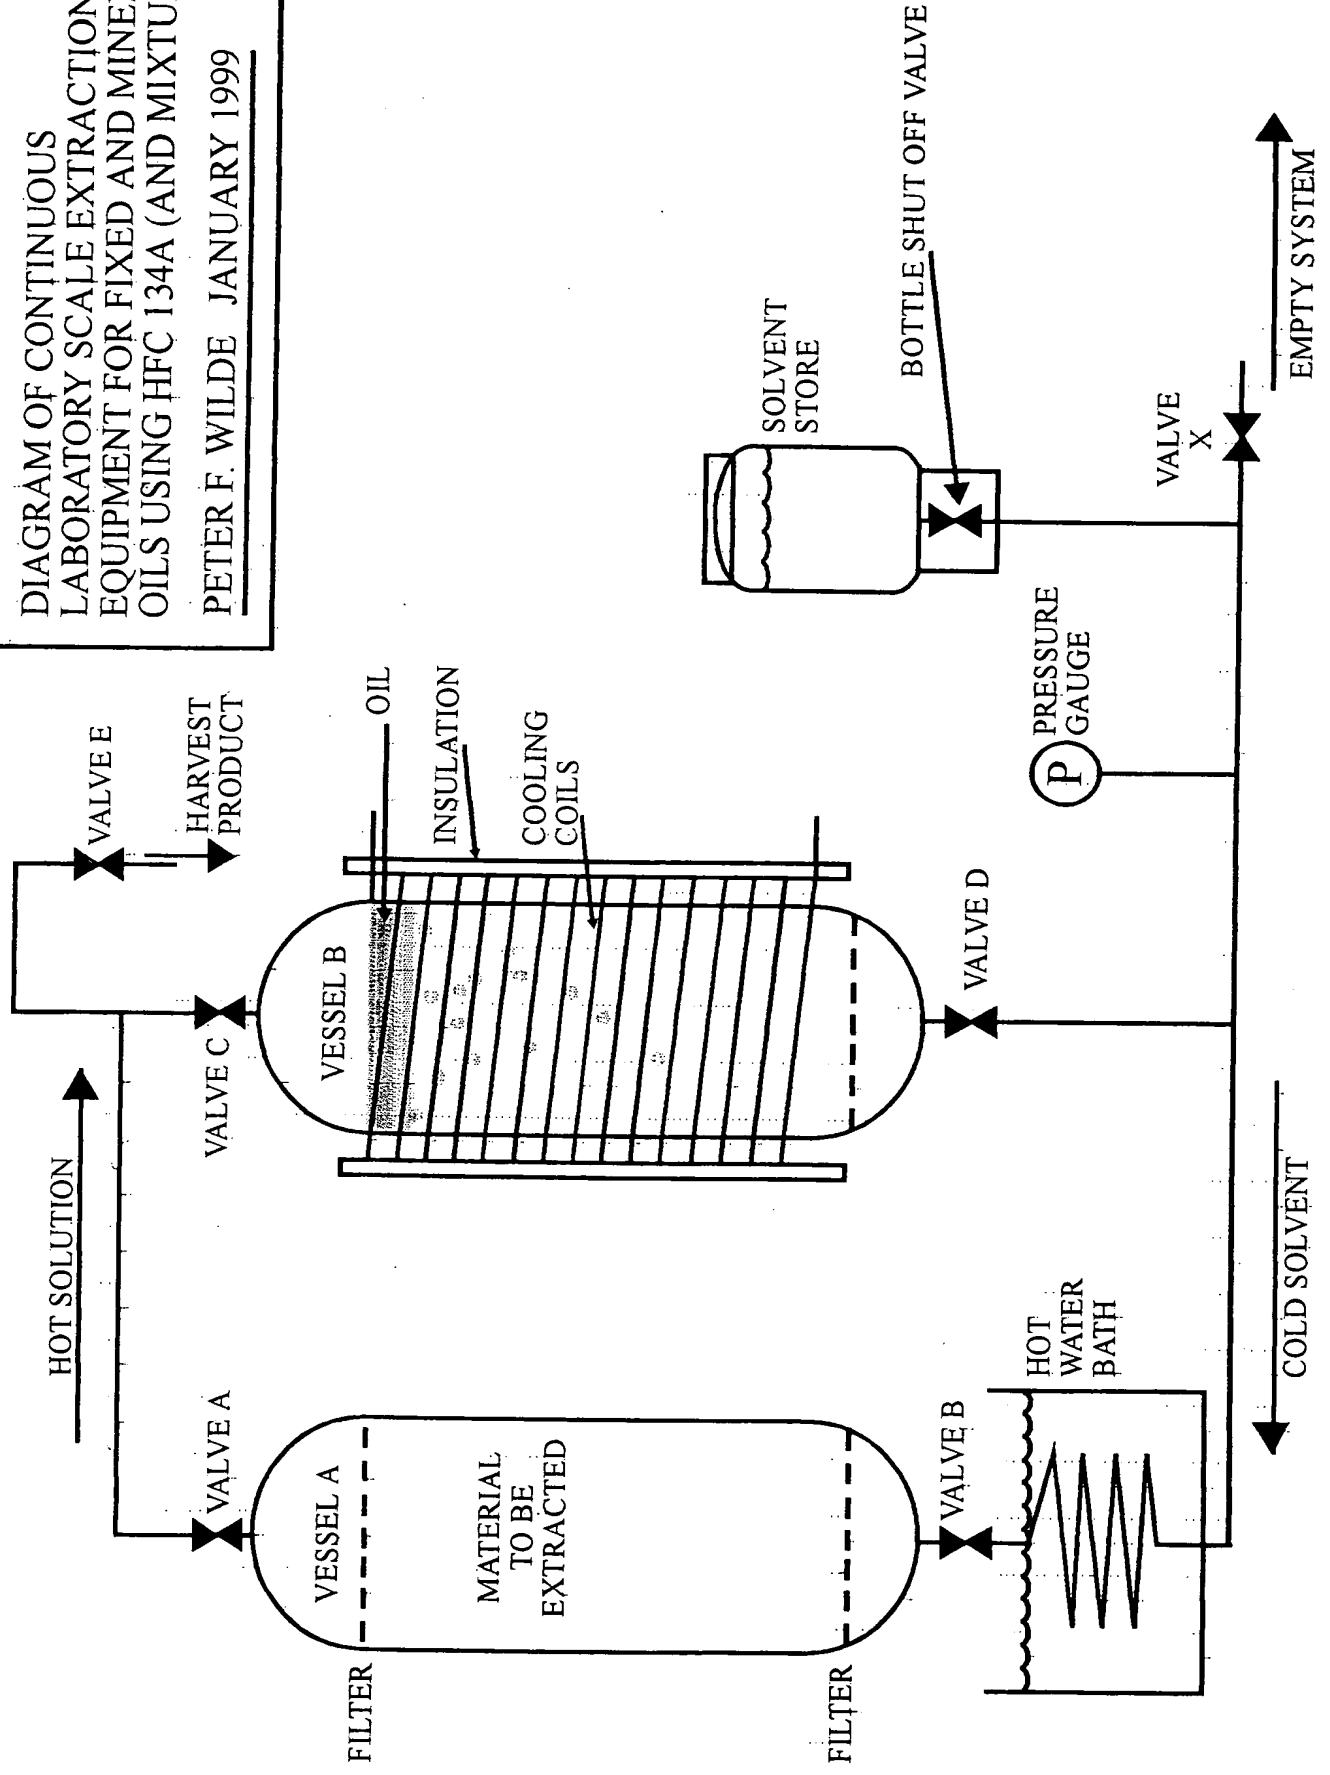 DIAGRAM OF CONTINUOUS
LABORATORY SCALE EXTRACTION
EQUIPMENT FOR FIXED AND
OILS USING HFC 134A (AND
PETER F. WILDE JANUARY 1999
HOT SOLUTION
VALVE E
HARVEST
PRODUCT
VALVE A
VALVE C
VESSEL A
VESSEL B
OIL
INSULATION
COOLING
COILS
FILTER
MATERIAL
TO BE
EXTRACTED
SOLVENT
STORE
BOTTLE SHUT OFF VALVE
FILTER
VALVE B
VALVE D
HOT
WATER
BATH
PRESSURE
GAUGE
P
VALVE
X
COLD SOLVENT
EMPTY SYSTEM